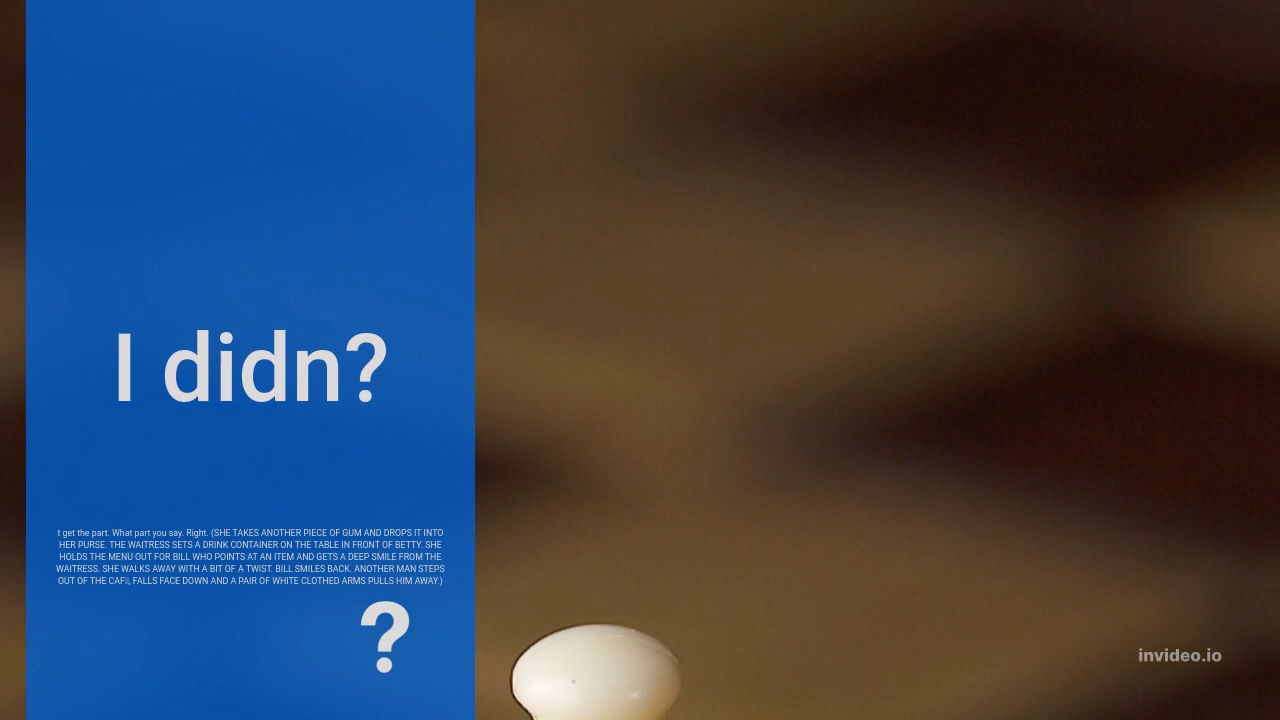 I didn?
t get the part. What part you say. Right. (SHE TAKES ANOTHER PIECE OF GUM AND DROPS IT INTO
HER PURSE. THE WAITRESS SETS A DRINK CONTAINER ON THE TABLE IN FRONT OF BETTY. SHE
HOLDS THE MENU OUT FOR BILL WHO POINTS AT AN ITEM AND GETS A DEEP SMILE FROM THE
WAITRESS. SHE WALKS AWAY WITH A BIT OF A TWIST. BILL SMILES BACK. ANOTHER MAN STEPS
OUT OF THE CAF▯, FALLS FACE DOWN AND A PAIR OF WHITE CLOTHED ARMS PULLS HIM AWAY.)
?
invideo.io